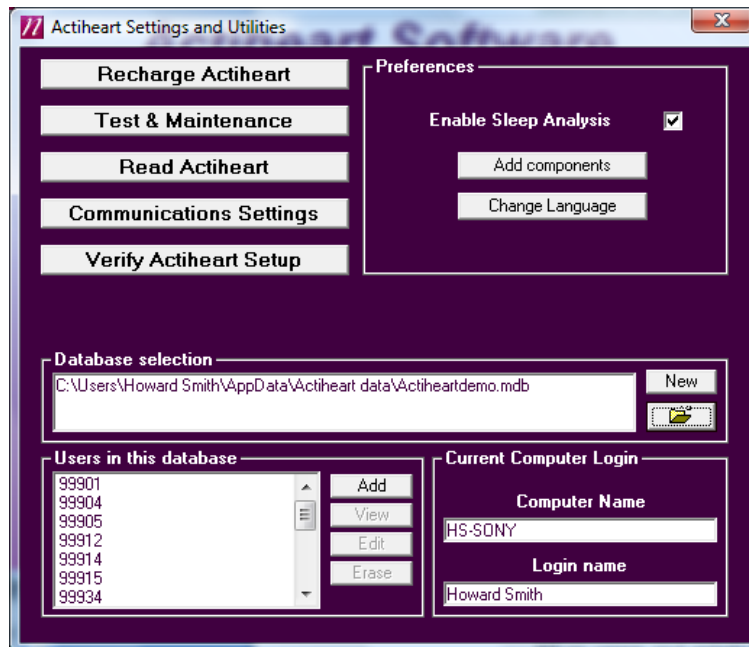 Actiheart Settings and Utilities
Actiheart Software
Recharge Actiheart
Test & Maintenance
Read Actiheart
Communications Settings
Verify Actiheart Setup
Preferences
Enable Sleep Analysis
Add components
Change Language
Database selection
C:\Users\Howard Smith\AppData\Actiheart data\Actiheartdemo.mdb
New
Users in this database
99901
99904
99905
99912
99914
99915
99934
Add
View
Edit
Erase
Current Computer Login
Computer Name
HS-SONY
Login name
Howard Smith